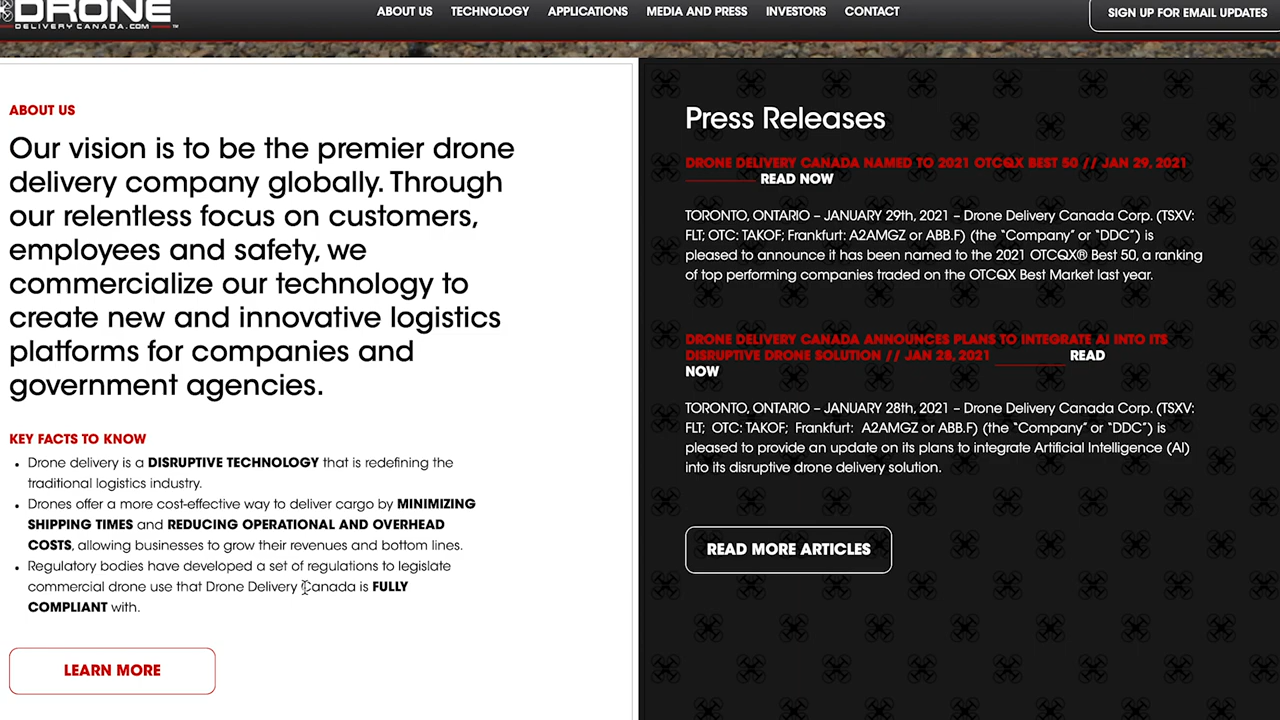 DRONE
DELIVERYCANADA.COM
ABOUT US TECHNOLOGY APPLICATIONS MEDIA AND PRESS INVESTORS CONTACT
SIGN UP FOR EMAIL UPDATES
ABOUT US
Our vision is to be the premier drone
delivery company globally. Through
our relentless focus on customers,
employees and safety, we
commercialize our technology to
create new and innovative logistics
platforms for companies and
government agencies.
KEY FACTS TO KNOW
• Drone delivery is a DISRUPTIVE TECHNOLOGY that is redefining the
traditional logistics industry.
• Drones offer a more cost-effective way to deliver cargo by MINIMIZING
SHIPPING TIMES and REDUCING OPERATIONAL AND OVERHEAD
COSTS, allowing businesses to grow their revenues and bottom lines.
• Regulatory bodies have developed a set of regulations to legislate
commercial drone use that Drone Delivery Canada is FULLY
COMPLIANT with.
LEARN MORE
Press Releases
DRONE DELIVERY CANADA NAMED TO 2021 OTCQX BEST 50 // JAN 29, 2021
READ NOW
TORONTO, ONTARIO – JANUARY 29th, 2021 – Drone Delivery Canada Corp. (TSXV:
FLT; OTC: TAKOF; Frankfurt: A2AMGZ or ABB.F) (the “Company” or “DDC”) is
pleased to announce it has been named to the 2021 OTCQX® Best 50, a ranking
of top performing companies traded on the OTCQX Best Market last year.
DRONE DELIVERY CANADA ANNOUNCES PLANS TO INTEGRATE AI INTO ITS
DISRUPTIVE DRONE SOLUTION // JAN 28, 2021 READ
NOW
TORONTO, ONTARIO – JANUARY 28th, 2021 – Drone Delivery Canada Corp. (TSXV:
FLT; OTC: TAKOF; Frankfurt: A2AMGZ or ABB.F) (the “Company” or “DDC”) is
pleased to provide an update on its plans to integrate Artificial Intelligence (AI)
into its disruptive drone delivery solution.
READ MORE ARTICLES